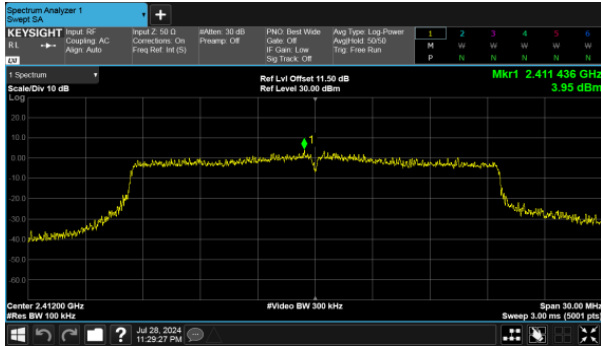 Spectrum Analyzer 1
Swept SA
+
KEYSIGHT
RL
Input: RF
Coupling: AC
Align: Auto
Input Z: 50 Ω
Corrections: On
Freq Ref: Int (S)
#Atten: 30 dB
Preamp: Off
PNO: Best Wide
Gate: Off
IF Gain: Low
Sig Track: Off
Avg Type: Log-Power
Avg|Hold: 50/50
Trig: Free Run
1 2 3 4 5 6
M W W W W W
P N N N N N
1 Spectrum
Scale/Div 10 dB
Ref Lvl Offset 11.50 dB
Ref Level 30.00 dBm
Mkr1 2.411 436 GHz
3.95 dBm
Log
20.0
10.0
0.00
-10.0
-20.0
-30.0
-40.0
-50.0
-60.0
1
Center 2.41200 GHz
#Res BW 100 kHz
#Video BW 300 kHz
Span 30.00 MHz
Sweep 3.00 ms (5001 pts)
?
Jul 28, 2024
11:29:27 PM